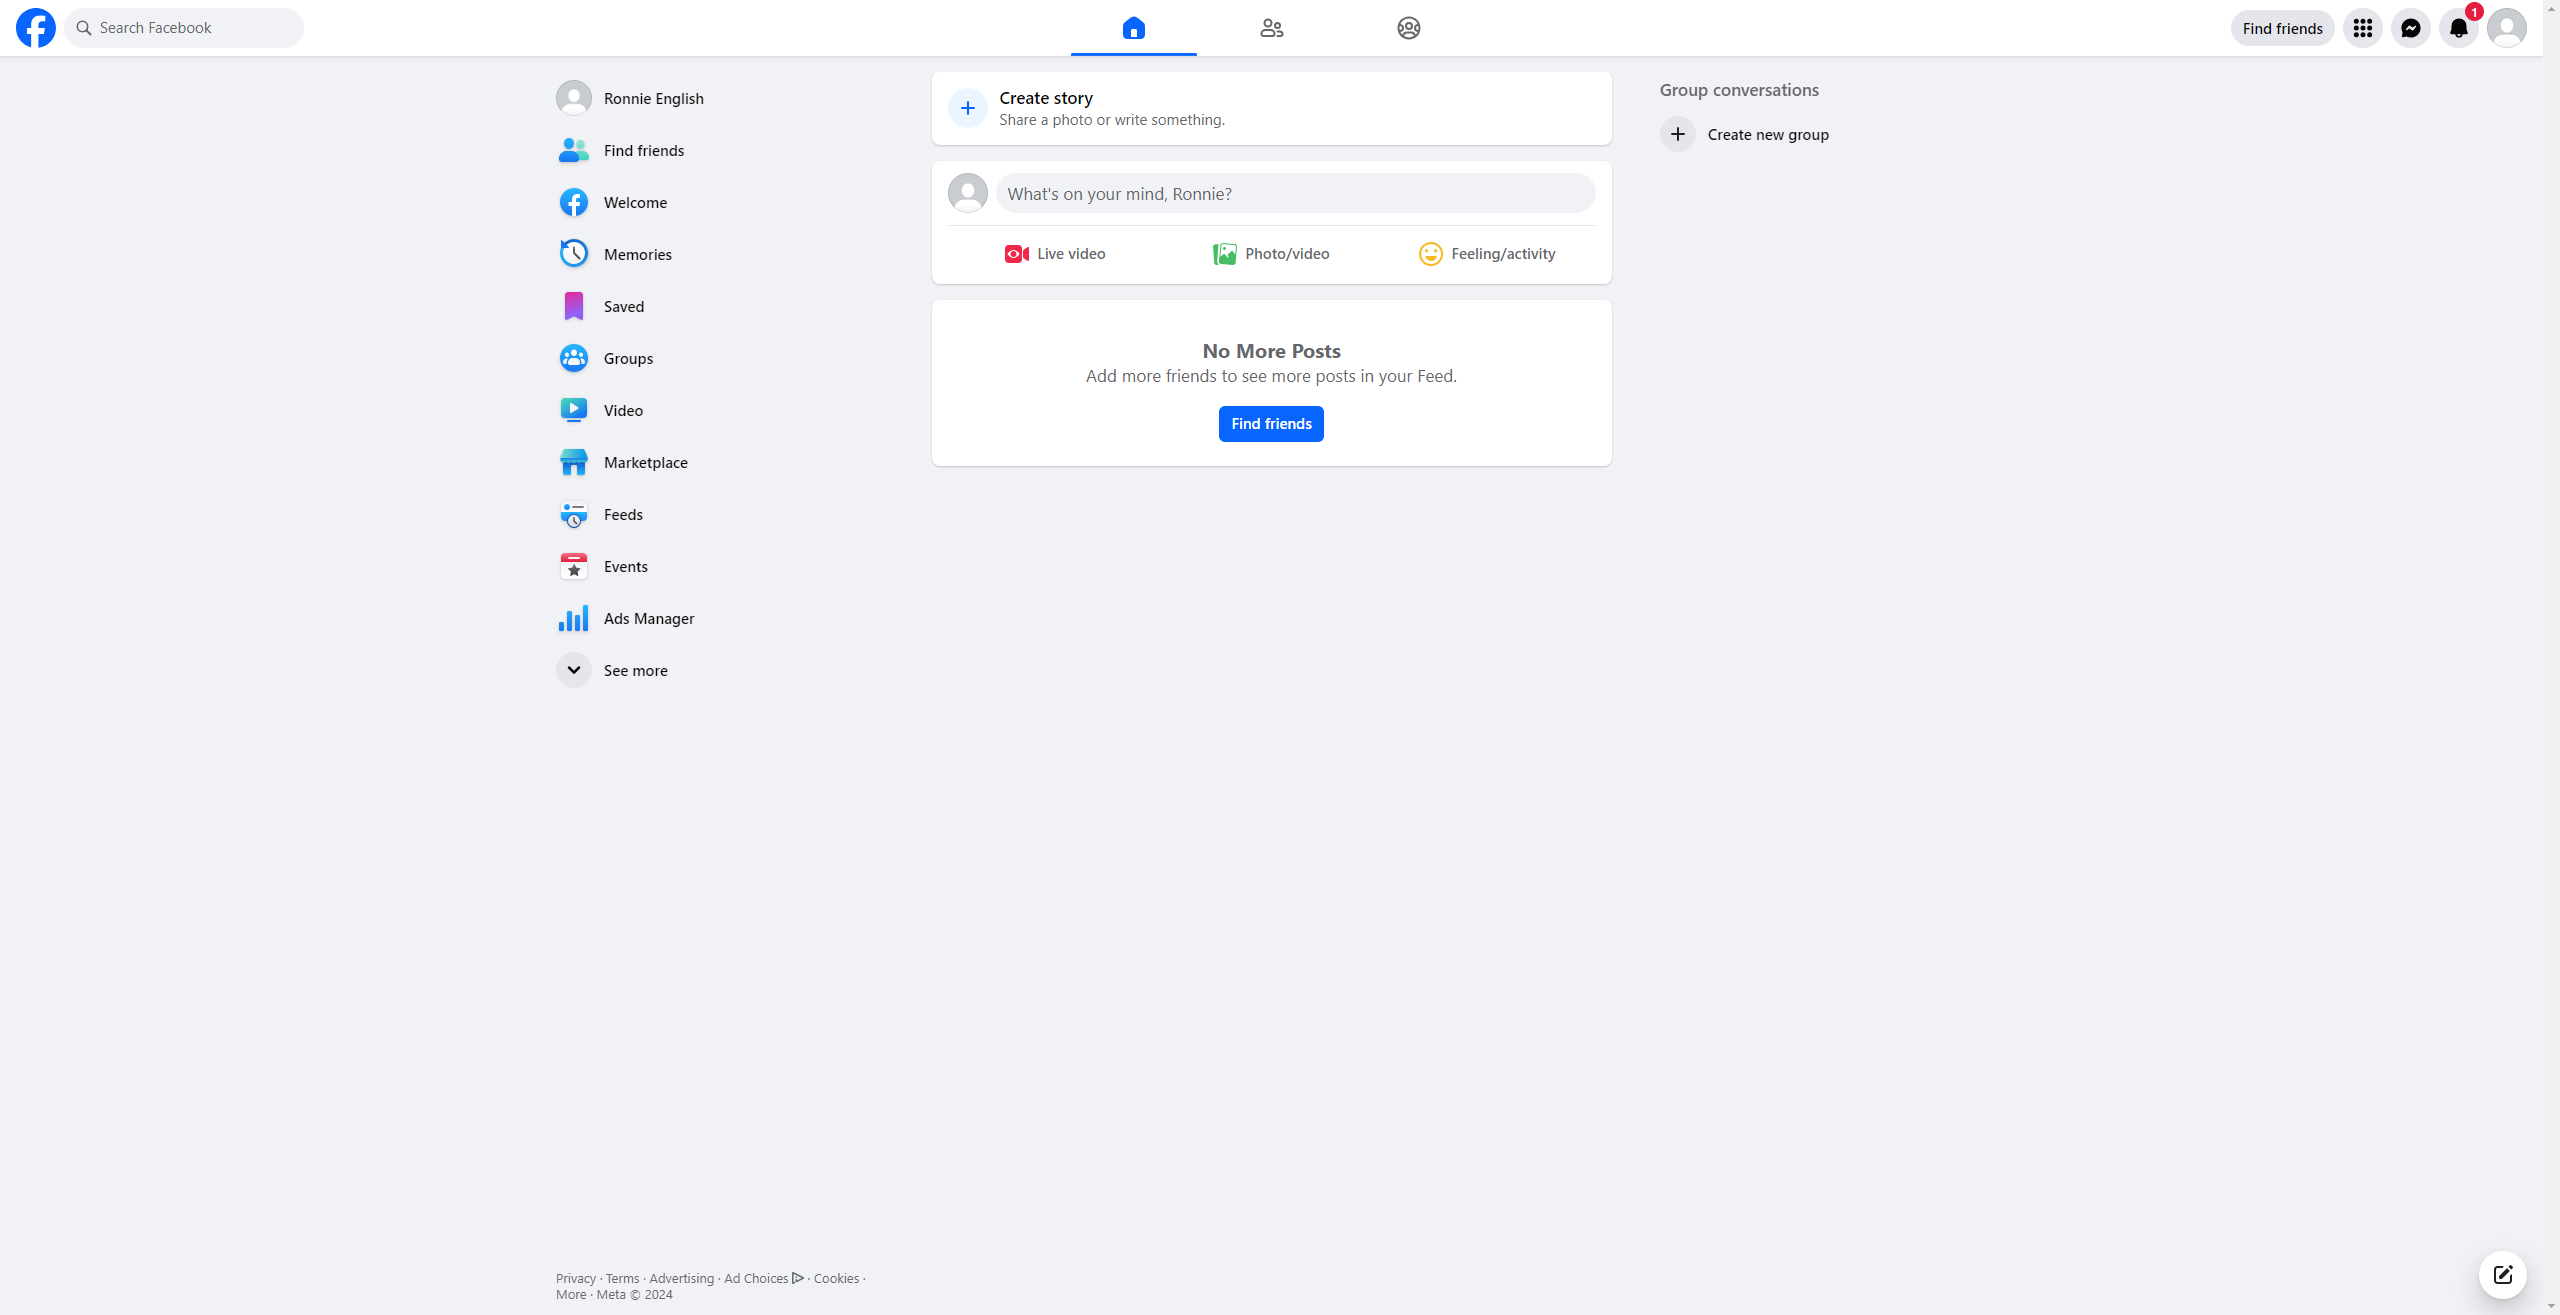 Search Facebook
Find friends
1
Ronnie English
Find friends
Welcome
Memories
Saved
Groups
Video
Marketplace
Feeds
Events
Ads Manager
See more
Create story
Share a photo or write something.
What's on your mind, Ronnie?
Live video
Photo/video
Feeling/activity
No More Posts
Add more friends to see more posts in your Feed.
Find friends
Group conversations
Create new group
Privacy · Terms · Advertising · Ad Choices · Cookies ·
More · Meta © 2024